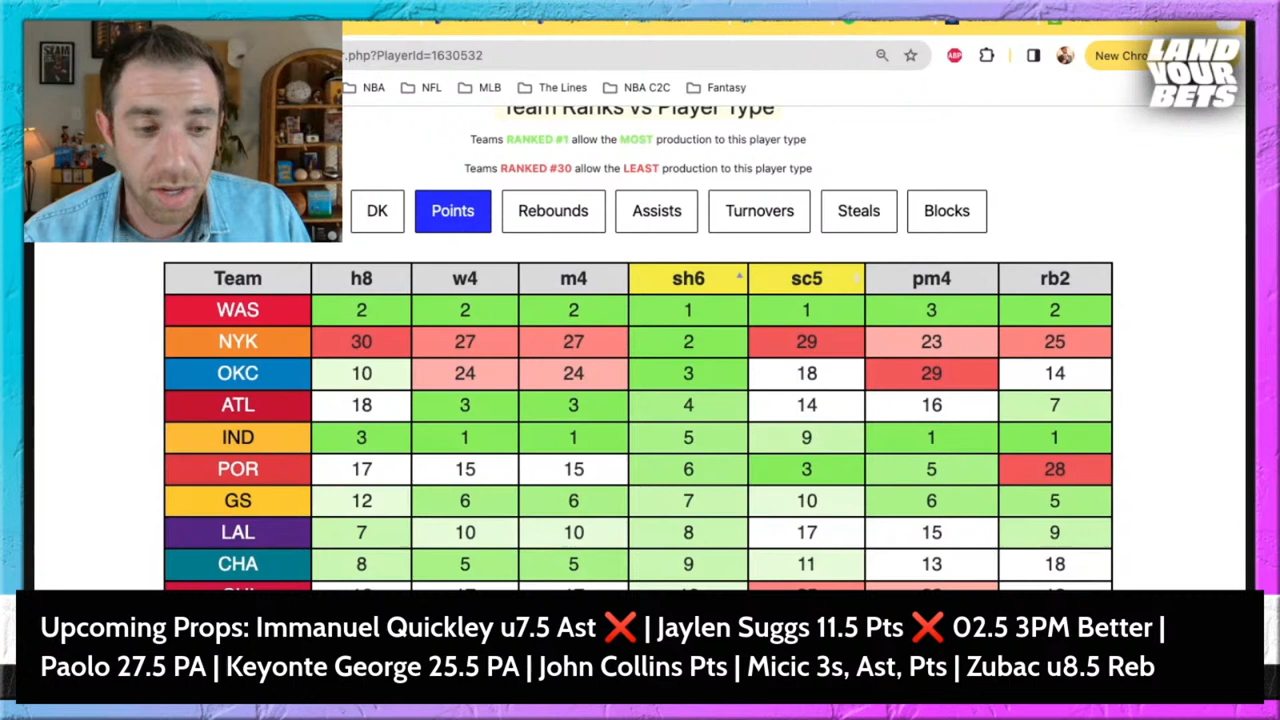 SLAM
.php?PlayerId=1630532
ABP
New Chro
LAND
YOUR
BETS
NBA
NFL
MLB
The Lines
NBA C2C
Fantasy
Team Ranks vs Player Type
Teams RANKED #1 allow the MOST production to this player type
Teams RANKED #30 allow the LEAST production to this player type
DK Points Rebounds Assists Turnovers Steals Blocks
Team h8 w4 m4 sh6 sc5 pm4 rb2
WAS 2 2 2 1 1 3 2
NYK 30 27 27 2 29 23 25
OKC 10 24 24 3 18 29 14
ATL 18 3 3 4 14 16 7
IND 3 1 1 5 9 1 1
POR 17 15 15 6 3 5 28
GS 12 6 6 7 10 6 5
LAL 7 10 10 8 17 15 9
CHA 8 5 5 9 11 13 18
Upcoming Props: Immanuel Quickley u7.5 Ast ❌ | Jaylen Suggs 11.5 Pts ❌ O2.5 3PM Better |
Paolo 27.5 PA | Keyonte George 25.5 PA | John Collins Pts | Micic 3s, Ast, Pts | Zubac u8.5 Reb